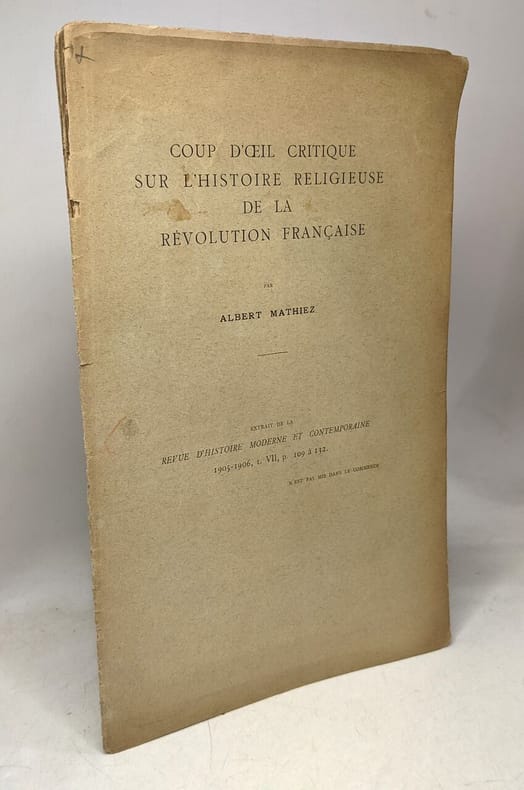 COUP D'ŒIL CRITIQUE
SUR L'HISTOIRE RELIGIEUSE
DE LA
RÉVOLUTION FRANÇAISE
PAR
ALBERT MATHIEZ
EXTRAIT DE LA
REVUE D'HISTOIRE MODERNE ET CONTEMPORAINE
1905-1906, t. VII, p. 109 à 132.
N'EST PAS MIS DANS LE COMMERCE